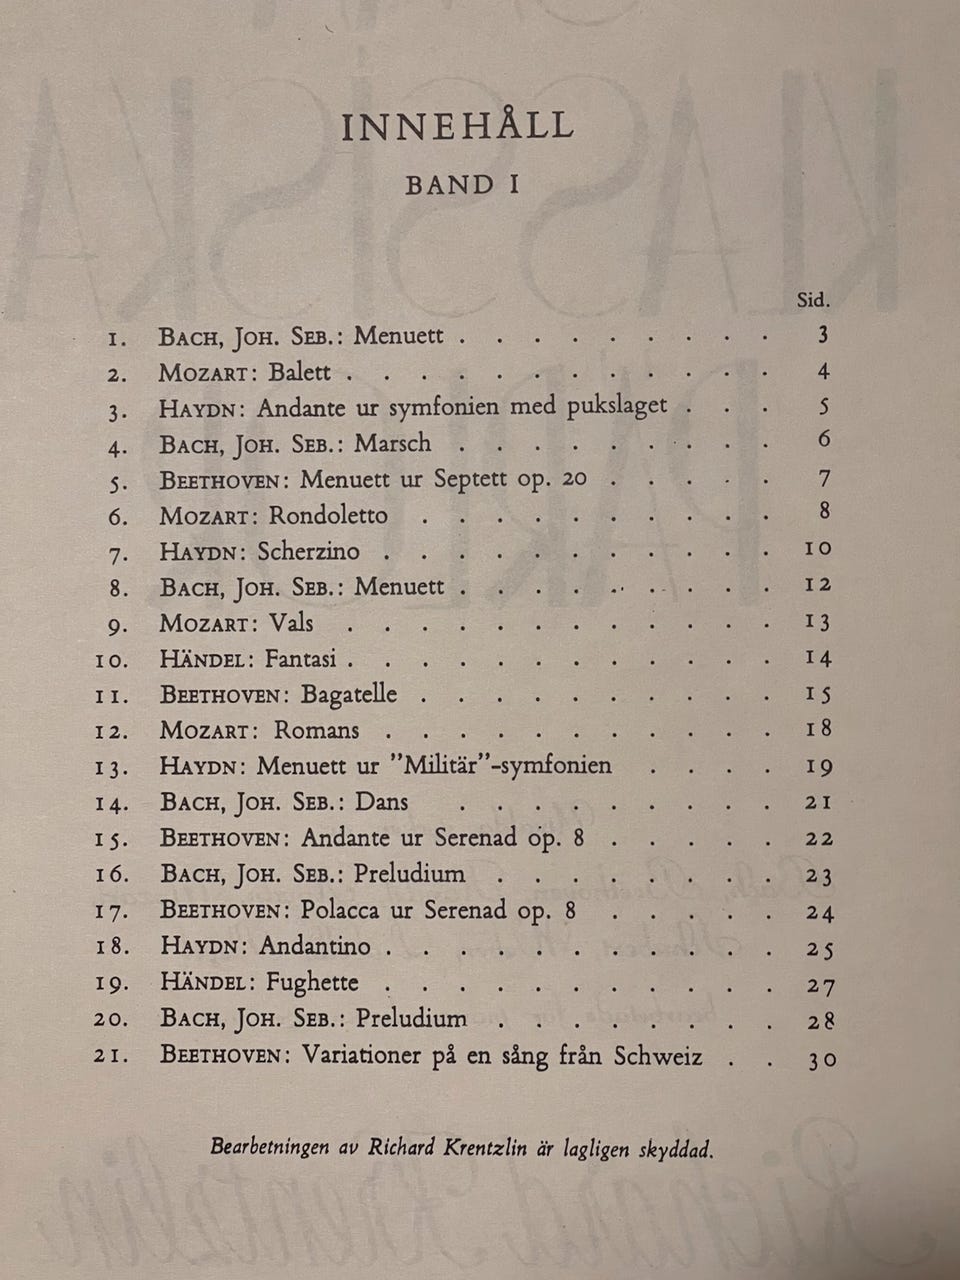 INNEHÅLL
BAND I
Sid.
1. BACH, JOH. SEB.: Menuett . . . . . . . . . 3
2. MOZART: Balett . . . . . . . . . . . . 4
3. HAYDN: Andante ur symfonien med pukslaget . . . 5
4. BACH, JOH. SEB.: Marsch . . . . . . . . . 6
5. BEETHOVEN: Menuett ur Septett op. 20 . . . . . 7
6. MOZART: Rondoletto . . . . . . . . . . 8
7. HAYDN: Scherzino . . . . . . . . . . . 10
8. BACH, JOH. SEB.: Menuett . . . . . . . . . 12
9. MOZART: Vals . . . . . . . . . . . . 13
10. HÄNDEL: Fantasi . . . . . . . . . . . . 14
11. BEETHOVEN: Bagatelle . . . . . . . . . . 15
12. MOZART: Romans . . . . . . . . . . . 18
13. HAYDN: Menuett ur ”Militär”-symfonien . . . . 19
14. BACH, JOH. SEB.: Dans . . . . . . . . . 21
15. BEETHOVEN: Andante ur Serenad op. 8 . . . . . 22
16. BACH, JOH. SEB.: Preludium . . . . . . . . 23
17. BEETHOVEN: Polacca ur Serenad op. 8 . . . . . 24
18. HAYDN: Andantino . . . . . . . . . . . 25
19. HÄNDEL: Fughette . . . . . . . . . . . 27
20. BACH, JOH. SEB.: Preludium . . . . . . . . 28
21. BEETHOVEN: Variationer på en sång från Schweiz . . 30
Bearbetningen av Richard Krentzlin är lagligen skyddad.